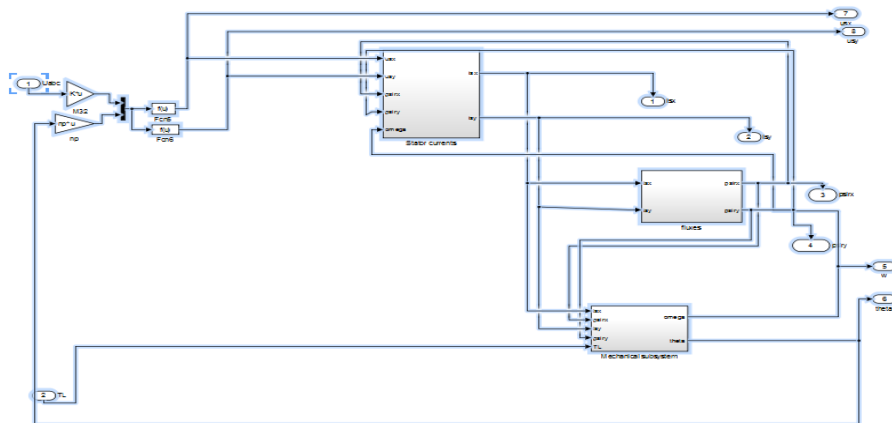 7
usx
8
usy
1
Uabc
K*u
M32
f(u)
Fcn5
f(u)
Fcn6
np*u
np
usx
usy
psirx
psiry
omega
isx
isy
Stator currents
1
isx
2
isy
isx
isy
psirx
psiry
fluxes
3
psirx
4
psiry
5
w
6
theta
isx
psirx
isy
psiry
TL
omega
theta
Mechanical subsystem
2
TL